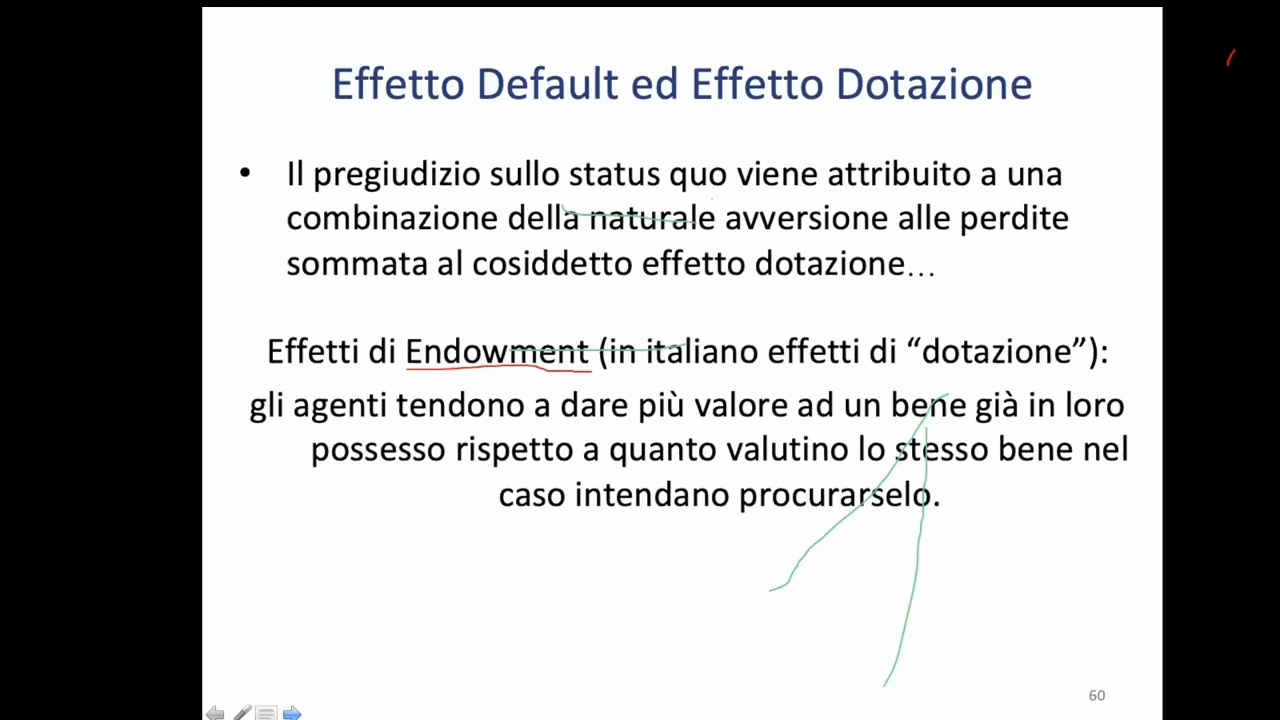 Effetto Default ed Effetto Dotazione
• Il pregiudizio sullo status quo viene attribuito a una
combinazione della naturale avversione alle perdite
sommata al cosiddetto effetto dotazione…
Effetti di Endowment (in italiano effetti di “dotazione”):
gli agenti tendono a dare più valore ad un bene già in loro
possesso rispetto a quanto valutino lo stesso bene nel
caso intendano procurarselo.
60